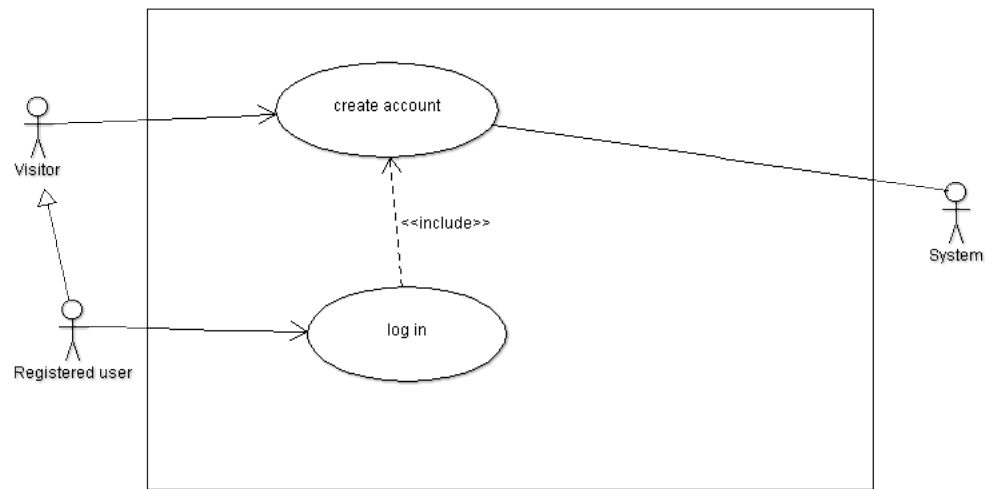 create account
Visitor
<<include>>
System
log in
Registered user